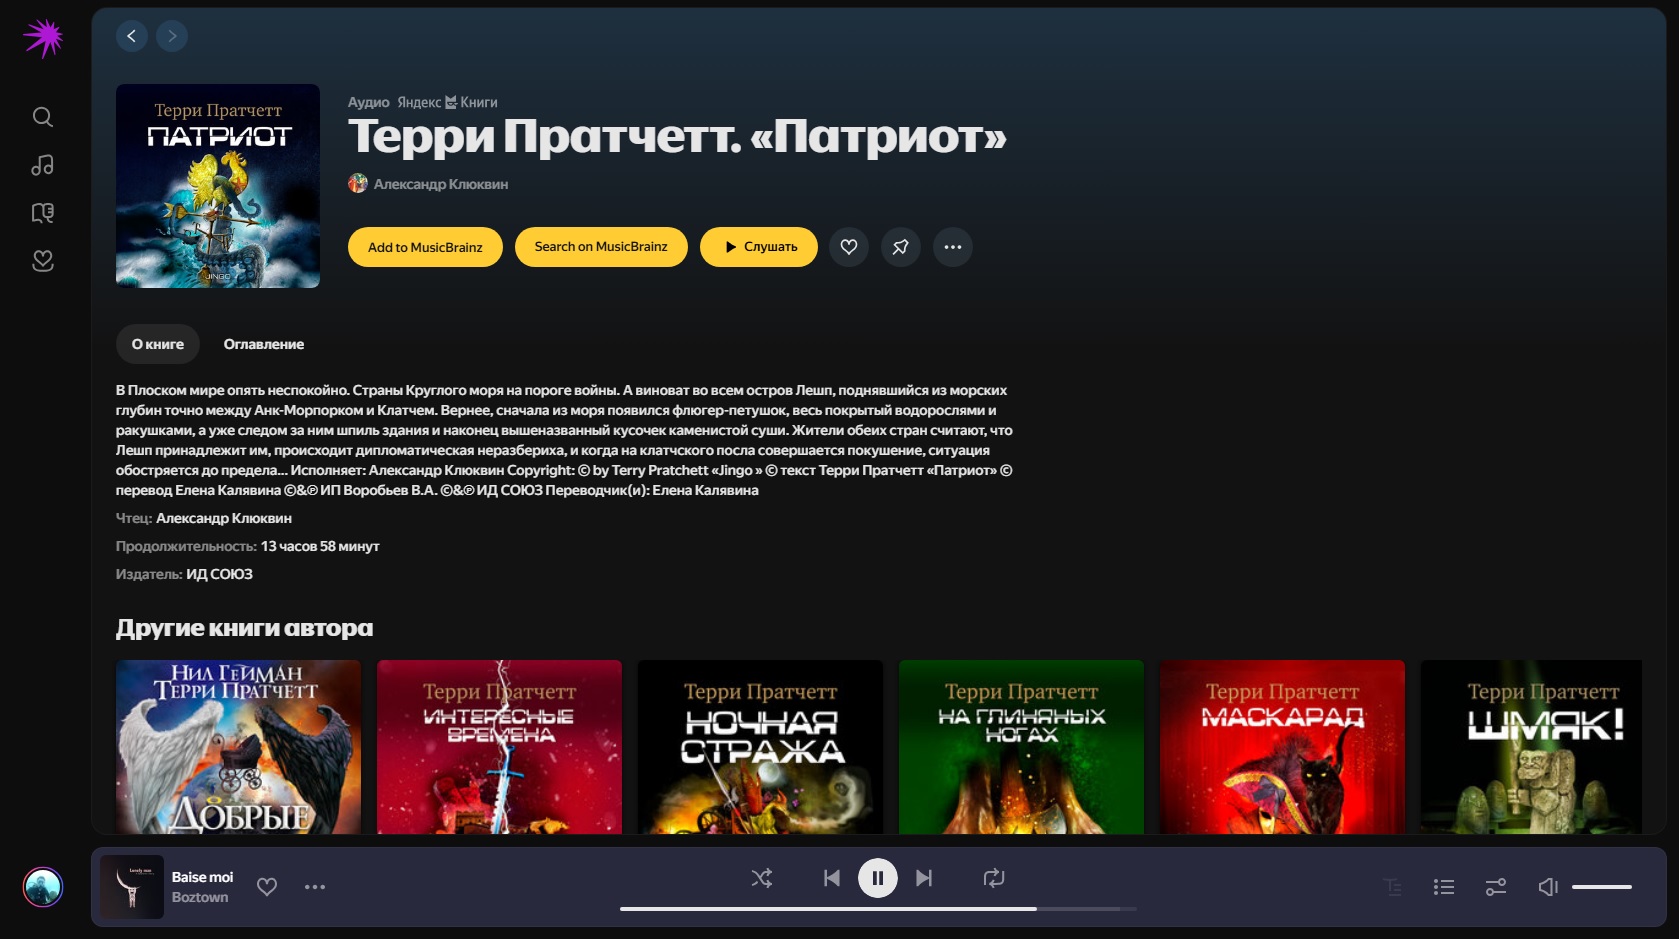 Терри Пратчетт
ПАТРИОТ
JINGO
Аудио Яндекс Книги
Терри Пратчетт. «Патриот»
Александр Клюквин
Add to MusicBrainz
Search on MusicBrainz
Слушать
О книге
Оглавление
В Плоском мире опять неспокойно. Страны Круглого моря на пороге войны. А виноват во всем остров Лешп, поднявшийся из морских
глубин точно между Анк-Морпорком и Клатчем. Вернее, сначала из моря появился флюгер-петушок, весь покрытый водорослями и
ракушками, а уже следом за ним шпиль здания и наконец вышеназванный кусочек каменистой суши. Жители обеих стран считают, что
Лешп принадлежит им, происходит дипломатическая неразбериха, и когда на клатчского посла совершается покушение, ситуация
обостряется до предела... Исполняет: Александр Клюквин Copyright: © by Terry Pratchett «Jingo » © текст Терри Пратчетт «Патриот» ©
перевод Елена Калявина ©&℗ ИП Воробьев В.А. ©&℗ ИД СОЮЗ Переводчик(и): Елена Калявина
Чтец: Александр Клюквин
Продолжительность: 13 часов 58 минут
Издатель: ИД СОЮЗ
Другие книги автора
Нил Гейман
Терри Пратчетт
Добрые
Терри Пратчетт
ИНТЕРЕСНЫЕ
ВРЕМЕНА
Терри Пратчетт
НОЧНАЯ
СТРАЖА
Терри Пратчетт
НА ГЛИНЯНЫХ
НОГАХ
Терри Пратчетт
МАСКАРАД
Терри Пратчетт
ШМЯК!
Baise moi
Boztown